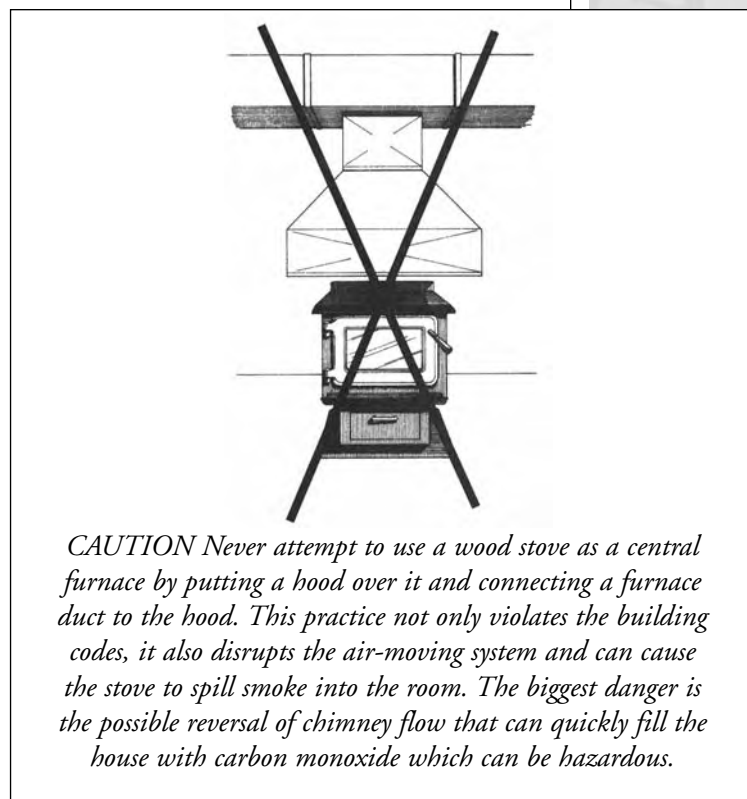 CAUTION Never attempt to use a wood stove as a central
furnace by putting a hood over it and connecting a furnace
duct to the hood. This practice not only violates the building
codes, it also disrupts the air-moving system and can cause
the stove to spill smoke into the room. The biggest danger is
the possible reversal of chimney flow that can quickly fill the
house with carbon monoxide which can be hazardous.